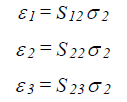 ε₁ = S₁₂σ₂
ε₂ = S₂₂σ₂
ε₃ = S₂₃σ₂